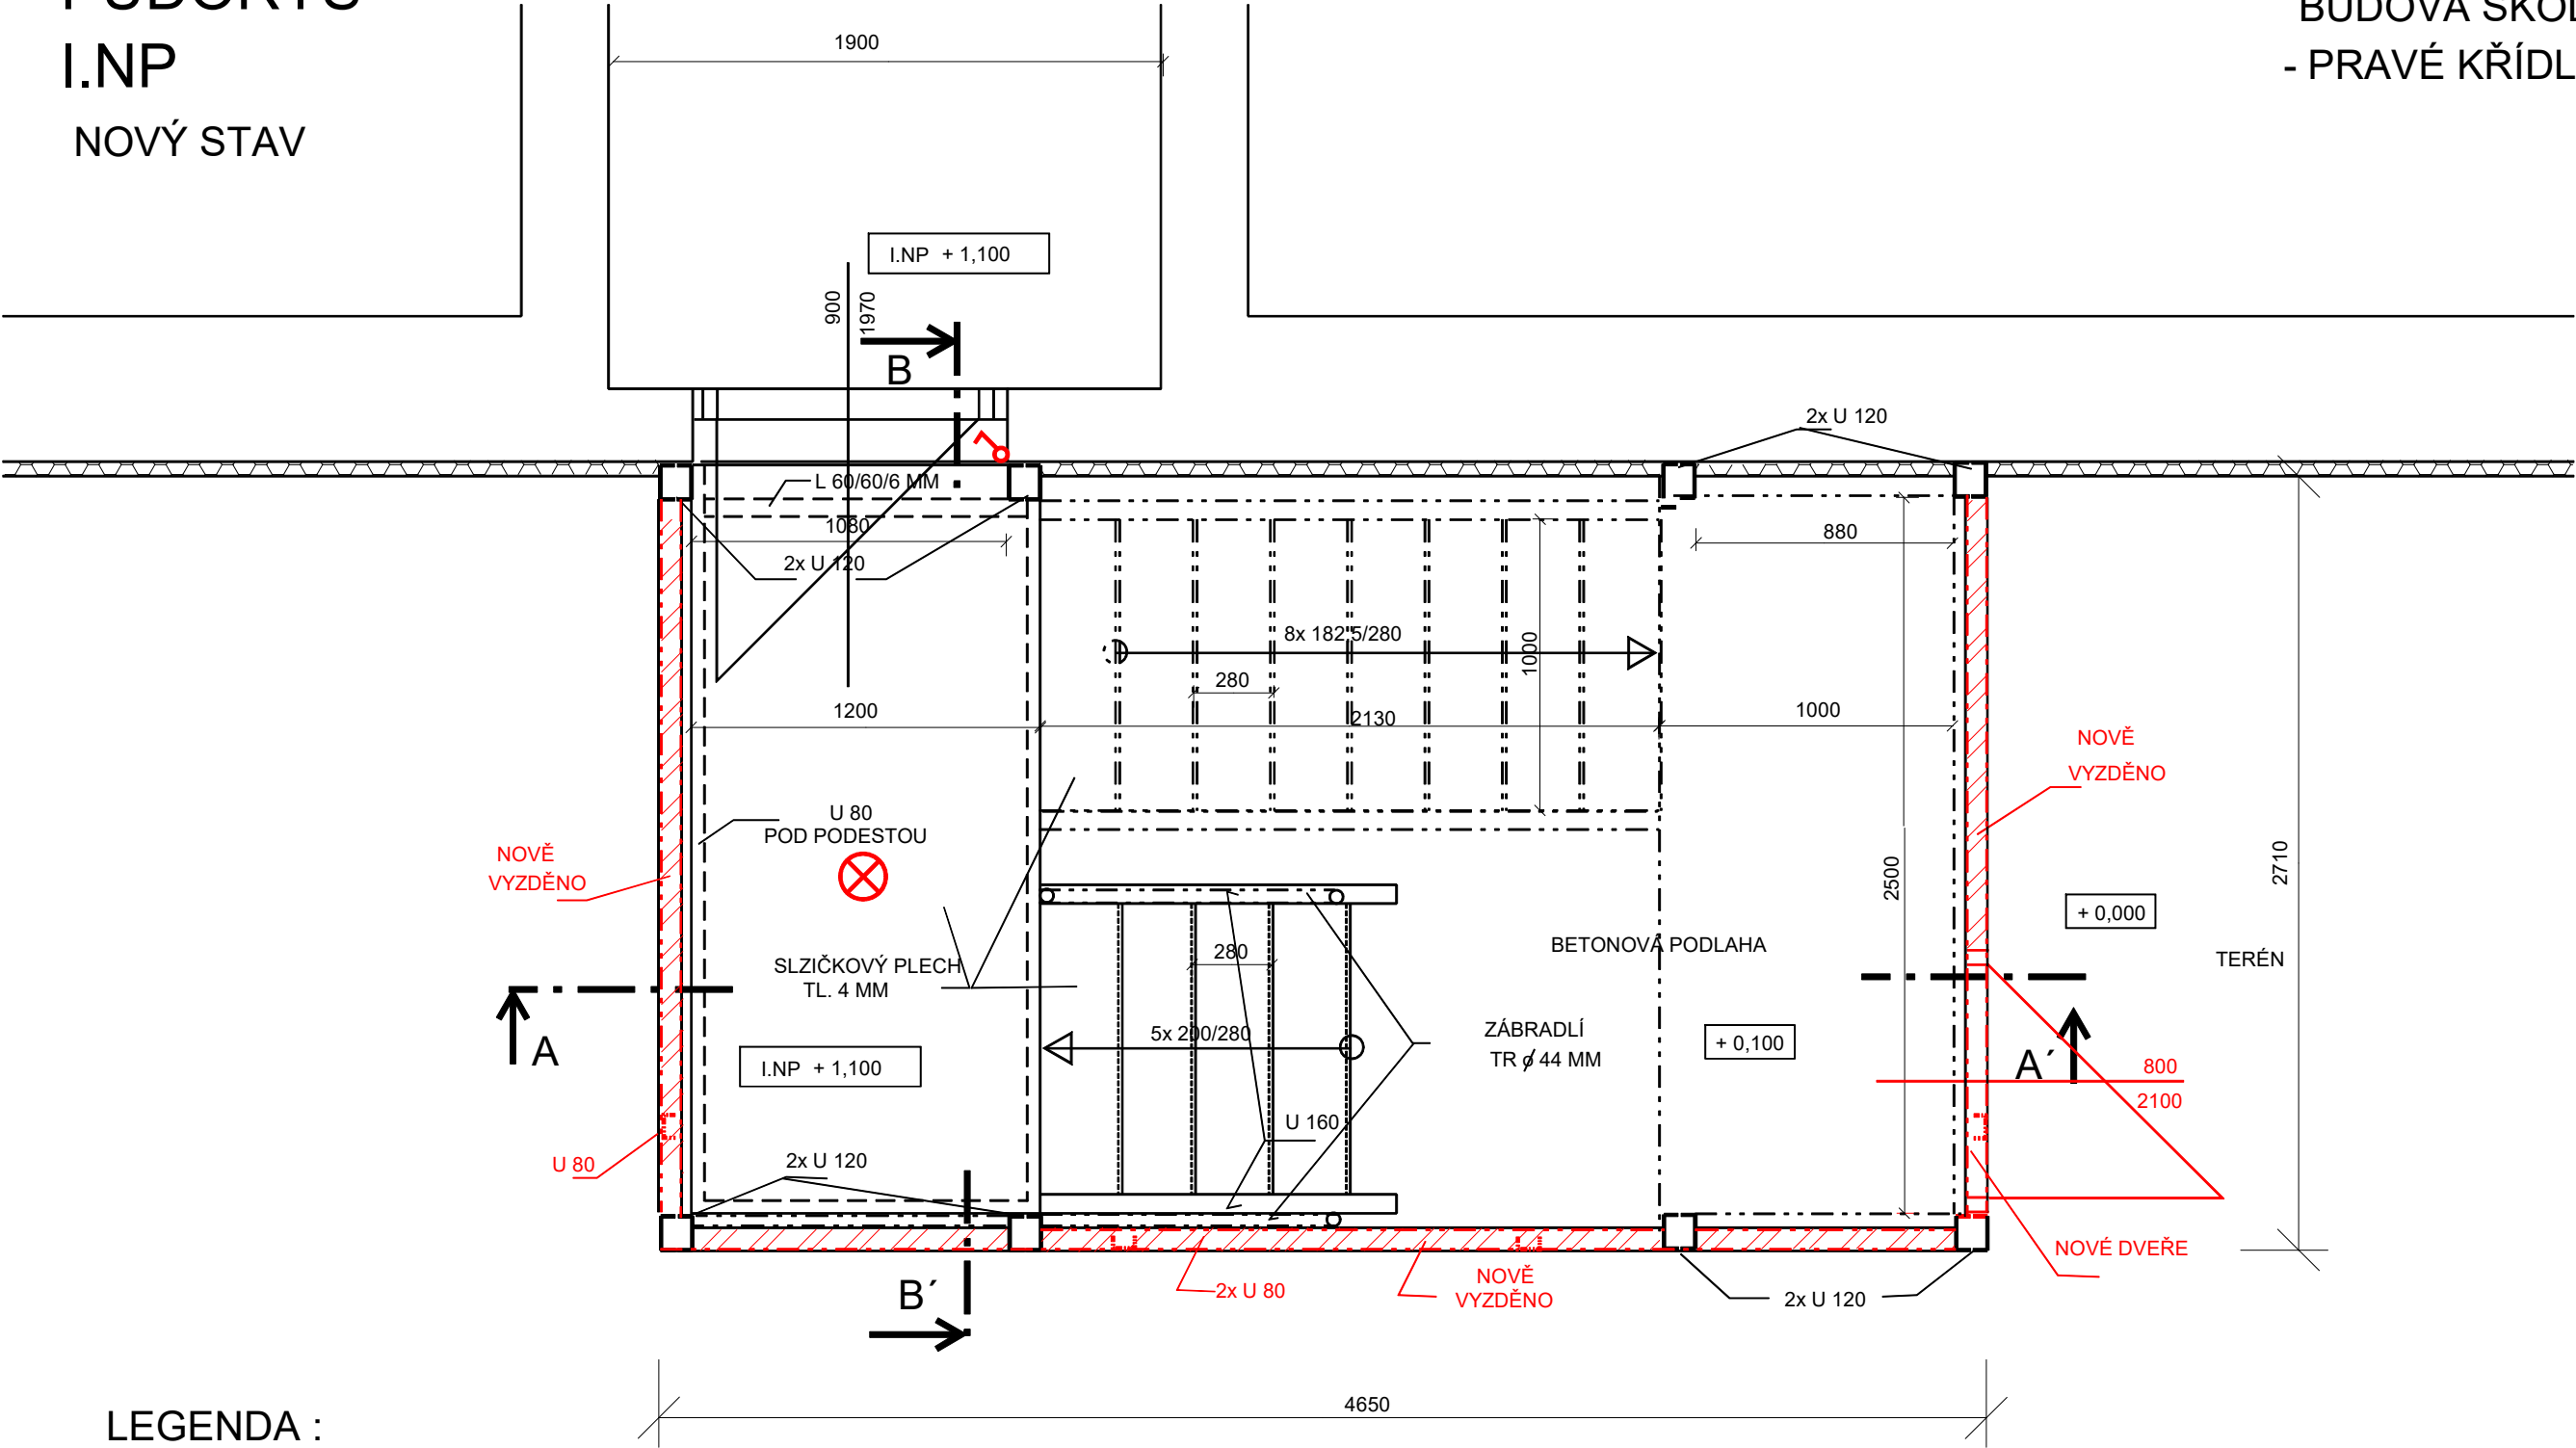 I.NP
NOVÝ STAV
- PRAVÉ KŘÍDL
1900
I.NP + 1,100
900
1970
B
2x U 120
L 60/60/6 MM
1080
2x U 120
880
8x 182,5/280
1000
280
1200
2130
1000
NOVĚ
VYZDĚNO
U 80
POD PODESTOU
NOVĚ
VYZDĚNO
2500
2710
+ 0,000
BETONOVÁ PODLAHA
280
SLZIČKOVÝ PLECH
TL. 4 MM
TERÉN
5x 200/280
ZÁBRADLÍ
TR ø 44 MM
+ 0,100
A
A´
I.NP + 1,100
800
2100
U 160
U 80
2x U 120
NOVÉ DVEŘE
B´
2x U 80
NOVĚ
VYZDĚNO
2x U 120
4650
LEGENDA :